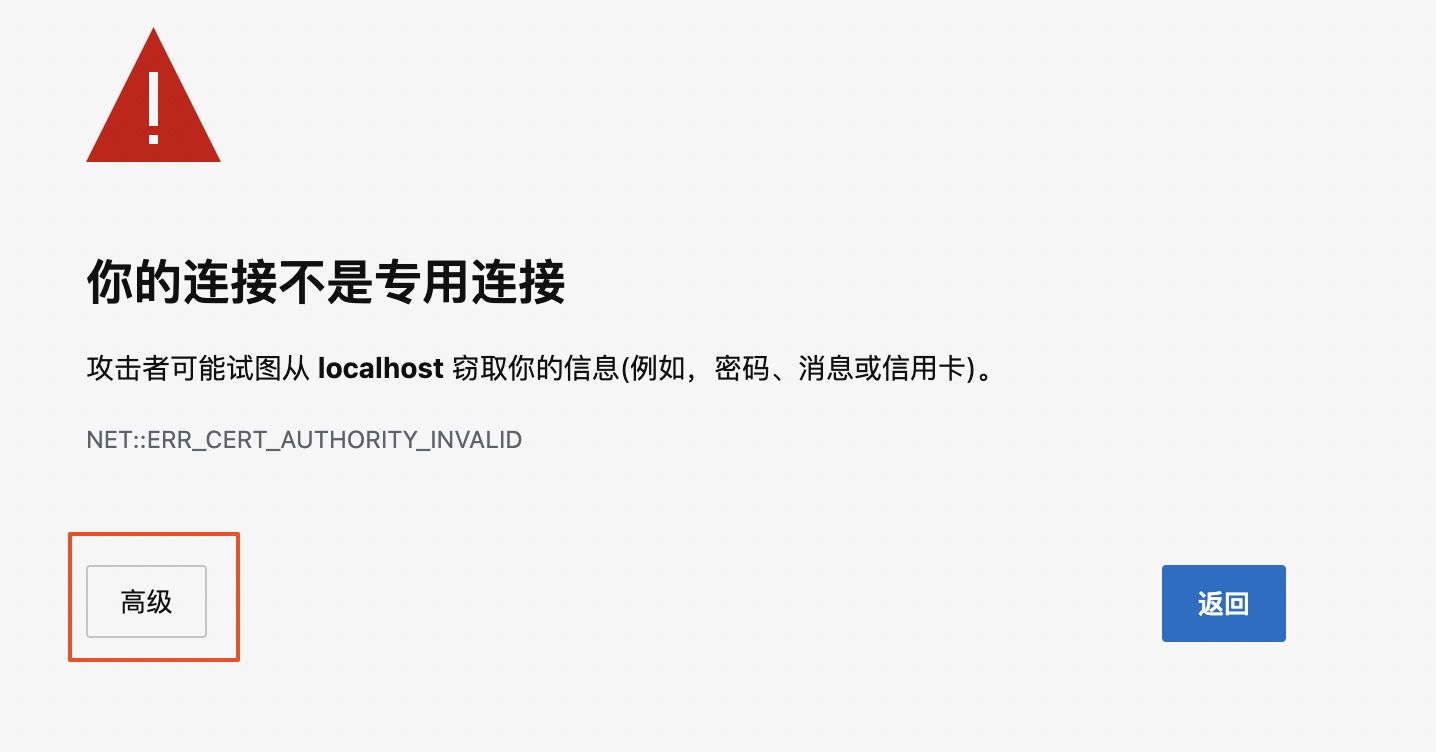 你的连接不是专用连接
攻击者可能试图从 localhost 窃取你的信息(例如，密码、消息或信用卡)。
NET::ERR_CERT_AUTHORITY_INVALID
高级
返回